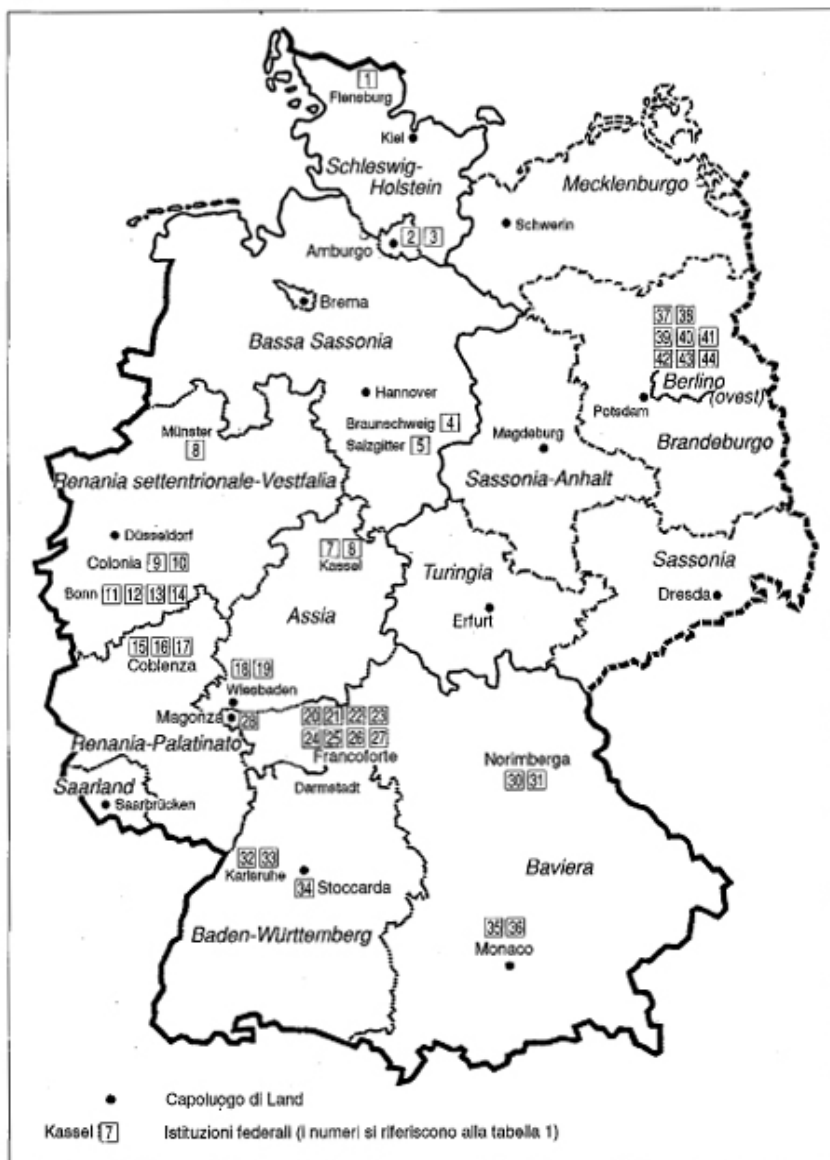 1
Flensburg
Kiel
Schleswig-
Holstein
Mecklenburgo
Schwerin
Amburgo
2 3
Brema
Bassa Sassonia
Hannover
Braunschweig 4
Salzgitter 5
37 38
39 40 41
42 43 44
Berlino
(ovest)
Potsdam
Brandeburgo
Magdeburg
Sassonia-Anhalt
Münster
8
Renania settentrionale-Vestfalia
Düsseldorf
Colonia 9 10
Bonn 11 12 13 14
7 8
Kassel
Assia
Turingia
Erfurt
Sassonia
Dresda
15 16 17
Coblenza
18 19
Wiesbaden
Magonza 28
Renania-Palatinato
20 21 22 23
24 25 26 27
Francoforte
Darmstadt
Saarland
Saarbrücken
Norimberga
30 31
Baviera
32 33
Karlsruhe
34 Stoccarda
Baden-Württemberg
35 36
Monaco
Capoluogo di Land
Kassel 7 Istituzioni federali (i numeri si riferiscono alla tabella 1)